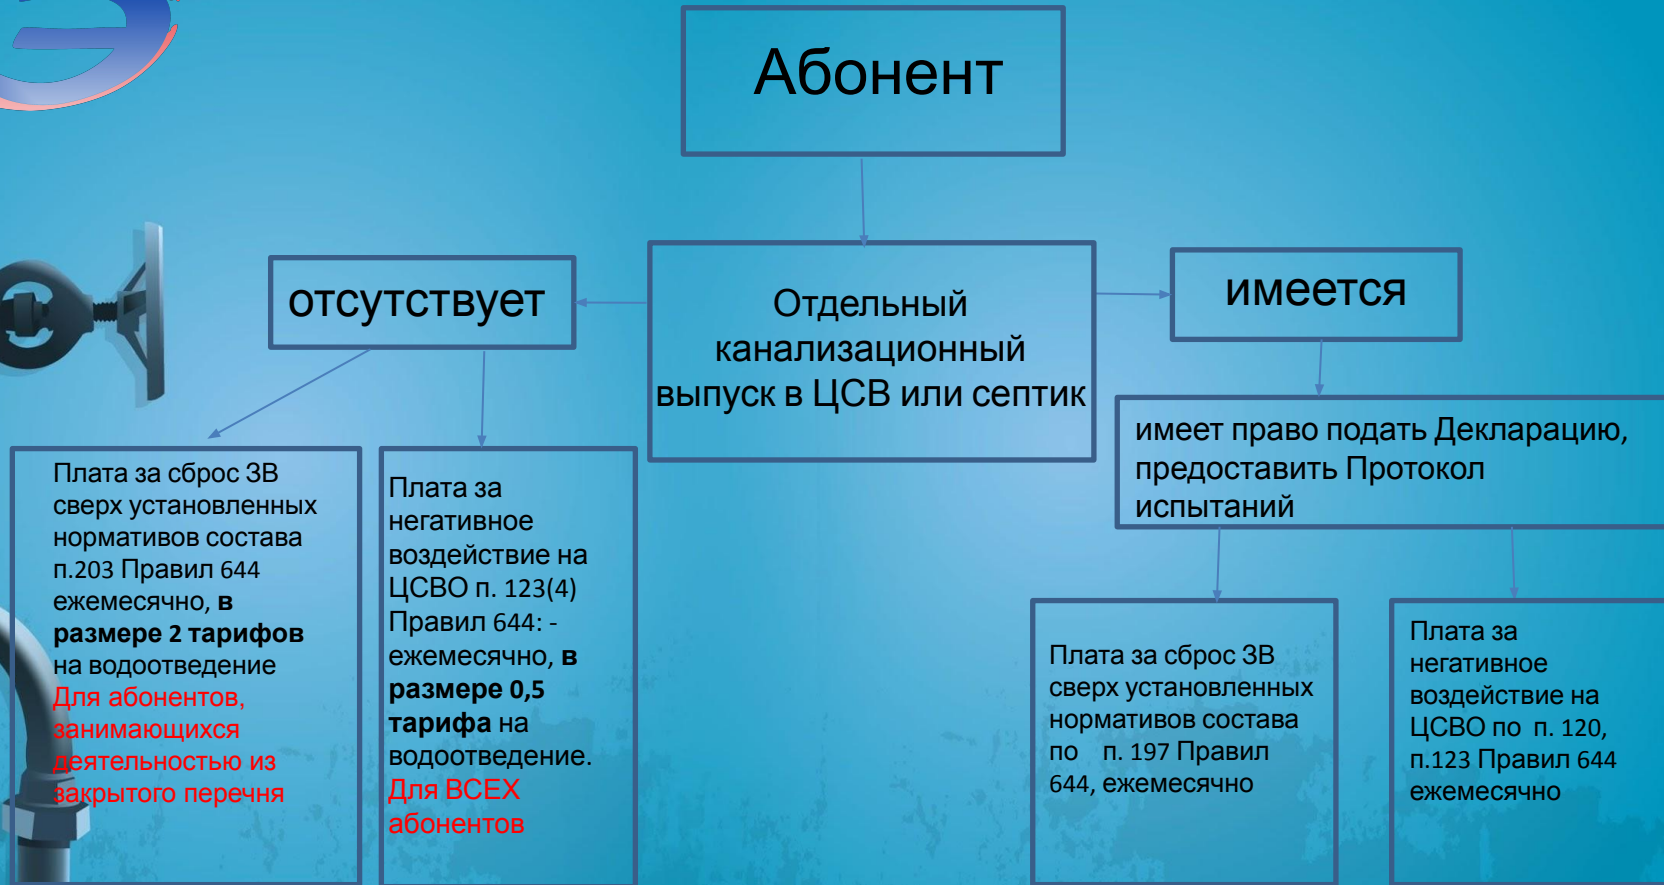 Абонент
отсутствует
Отдельный
канализационный
выпуск в ЦСВ или септик
имеется
имеет право подать Декларацию,
предоставить Протокол
испытаний
Плата за сброс ЗВ
сверх установленных
нормативов состава
п.203 Правил 644
ежемесячно, в
размере 2 тарифов
на водоотведение
Для абонентов,
занимающихся
деятельностью из
закрытого перечня
Плата за
негативное
воздействие на
ЦСВО п. 123(4)
Правил 644: -
ежемесячно, в
размере 0,5
тарифа на
водоотведение.
Для ВСЕХ
абонентов
Плата за сброс ЗВ
сверх установленных
нормативов состава
по п. 197 Правил
644, ежемесячно
Плата за
негативное
воздействие на
ЦСВО по п. 120,
п.123 Правил 644
ежемесячно